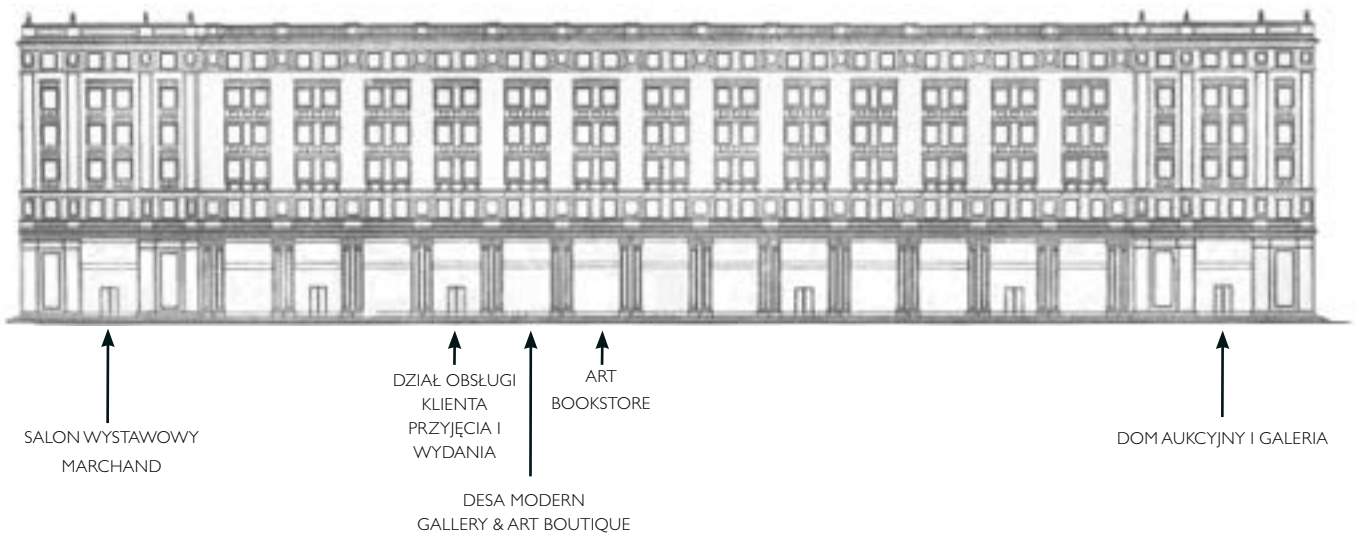 SALON WYSTAWOWY
MARCHAND
DZIAŁ OBSŁUGI
KLIENTA
PRZYJĘCIA I
WYDANIA
DESA MODERN
GALLERY & ART BOUTIQUE
ART
BOOKSTORE
DOM AUKCYJNY I GALERIA